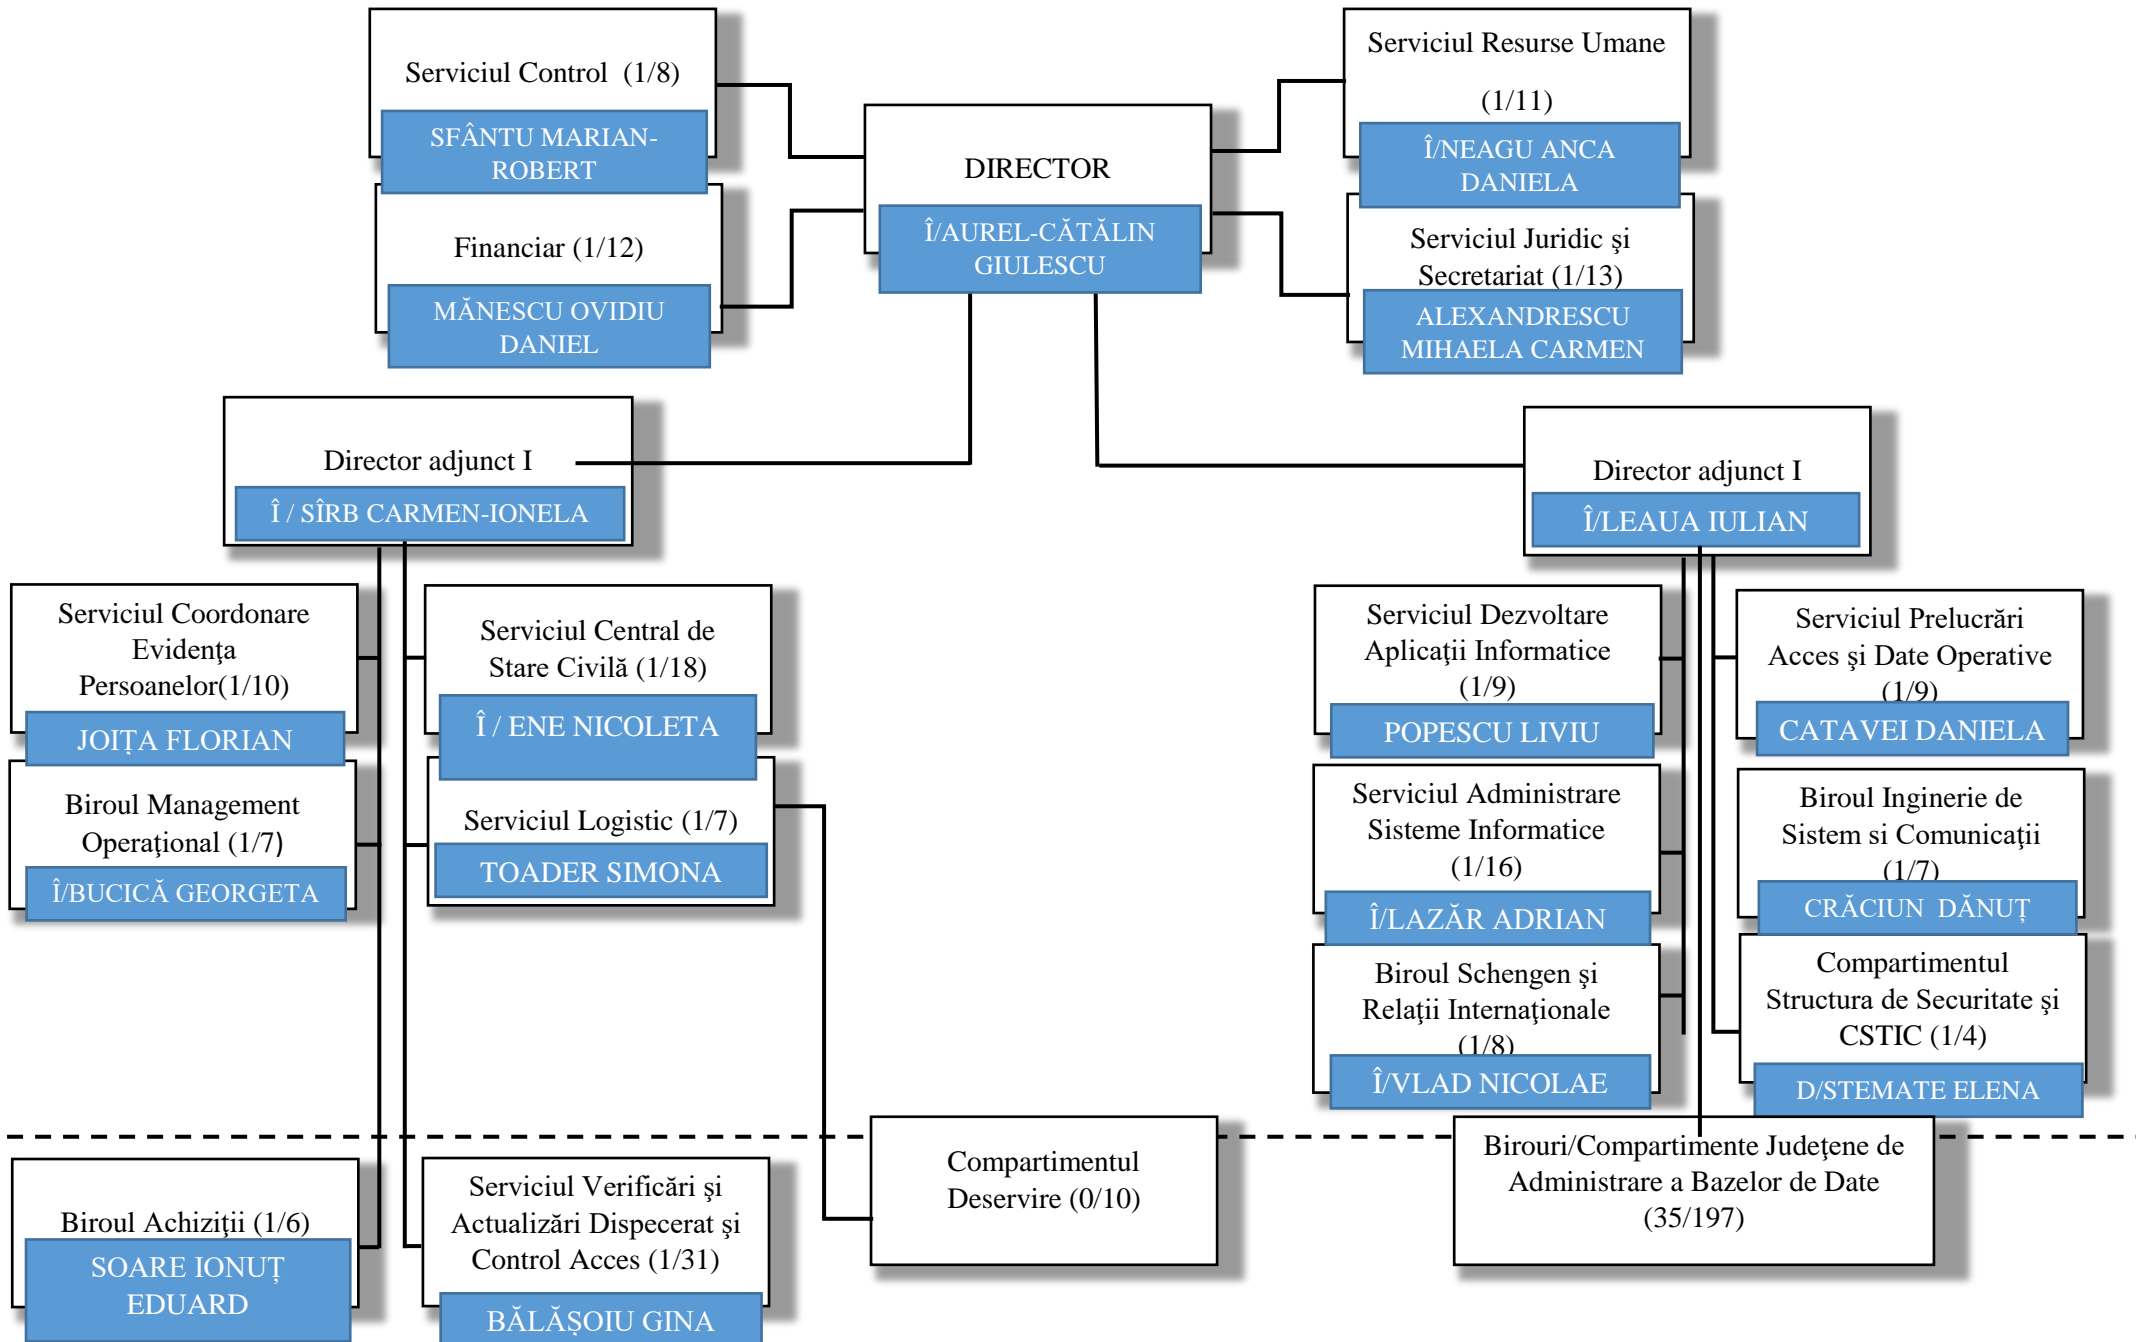 Serviciul Control (1/8)
SFÂNTU MARIAN-
ROBERT
Financiar (1/12)
MĂNESCU OVIDIU
DANIEL
DIRECTOR
Î/AUREL-CĂTĂLIN
GIULESCU
Serviciul Resurse Umane
(1/11)
Î/NEAGU ANCA
DANIELA
Serviciul Juridic şi
Secretariat (1/13)
ALEXANDRESCU
MIHAELA CARMEN
Director adjunct I
Î / SÎRB CARMEN-IONELA
Director adjunct I
Î/LEAUA IULIAN
Serviciul Coordonare
Evidenţa
Persoanelor(1/10)
JOIȚA FLORIAN
Biroul Management
Operaţional (1/7)
Î/BUCICĂ GEORGETA
Serviciul Central de
Stare Civilă (1/18)
Î / ENE NICOLETA
Serviciul Logistic (1/7)
TOADER SIMONA
Serviciul Dezvoltare
Aplicaţii Informatice
(1/9)
POPESCU LIVIU
Serviciul Administrare
Sisteme Informatice
(1/16)
Î/LAZĂR ADRIAN
Biroul Schengen şi
Relaţii Internaţionale
(1/8)
Î/VLAD NICOLAE
Serviciul Prelucrări
Acces şi Date Operative
(1/9)
CATAVEI DANIELA
Biroul Inginerie de
Sistem si Comunicaţii
(1/7)
CRĂCIUN DĂNUȚ
Compartimentul
Structura de Securitate şi
CSTIC (1/4)
D/STEMATE ELENA
Biroul Achiziţii (1/6)
SOARE IONUȚ
EDUARD
Serviciul Verificări şi
Actualizări Dispecerat şi
Control Acces (1/31)
BĂLĂȘOIU GINA
Compartimentul
Deservire (0/10)
Birouri/Compartimente Judeţene de
Administrare a Bazelor de Date
(35/197)